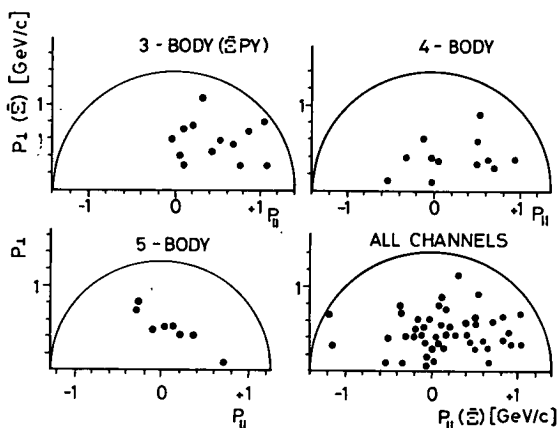 3 - BODY (Ξ̄PY)
4 - BODY
P⊥ (Ξ̄) [GeV/c]
1
1
-1 0 +1
P∥
-1 0 +1
P∥
5 - BODY
ALL CHANNELS
P⊥
1
1
-1 0 +1
P∥
-1 0 +1
P∥ (Ξ̄) [GeV/c]